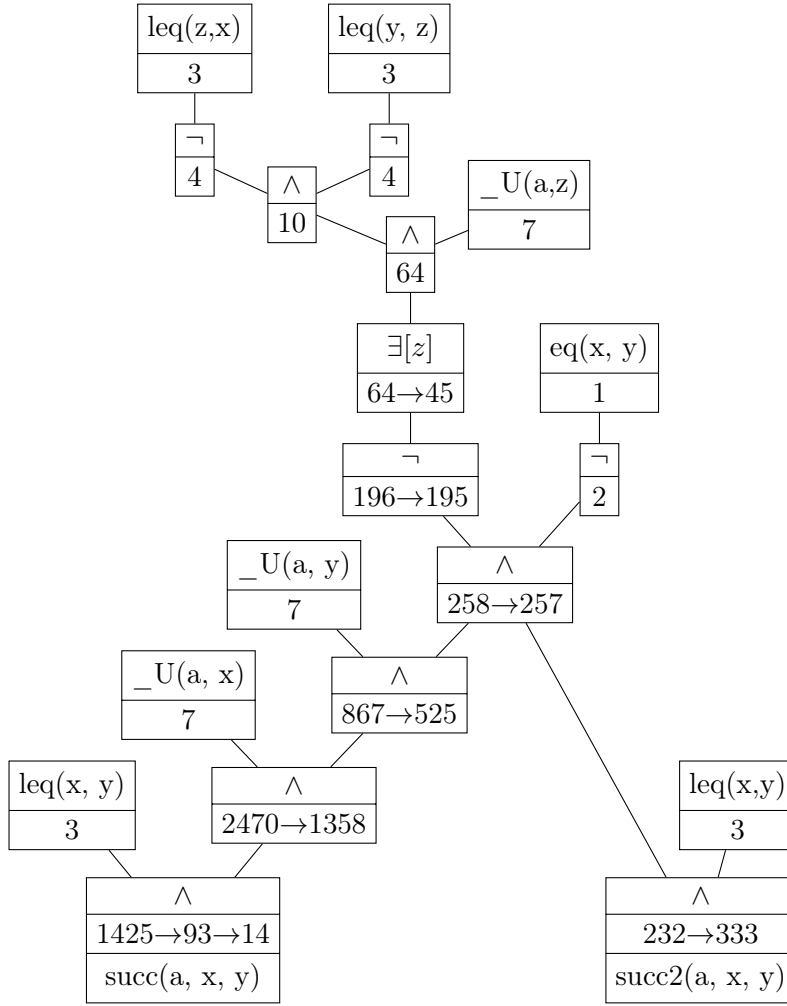 leq(z,x)
3
leq(y, z)
3
¬
4
¬
4
∧
10
_U(a,z)
7
∧
64
∃[z]
64→45
eq(x, y)
1
¬
196→195
¬
2
_U(a, y)
7
∧
258→257
_U(a, x)
7
∧
867→525
leq(x, y)
3
∧
2470→1358
leq(x,y)
3
∧
1425→93→14
succ(a, x, y)
∧
232→333
succ2(a, x, y)